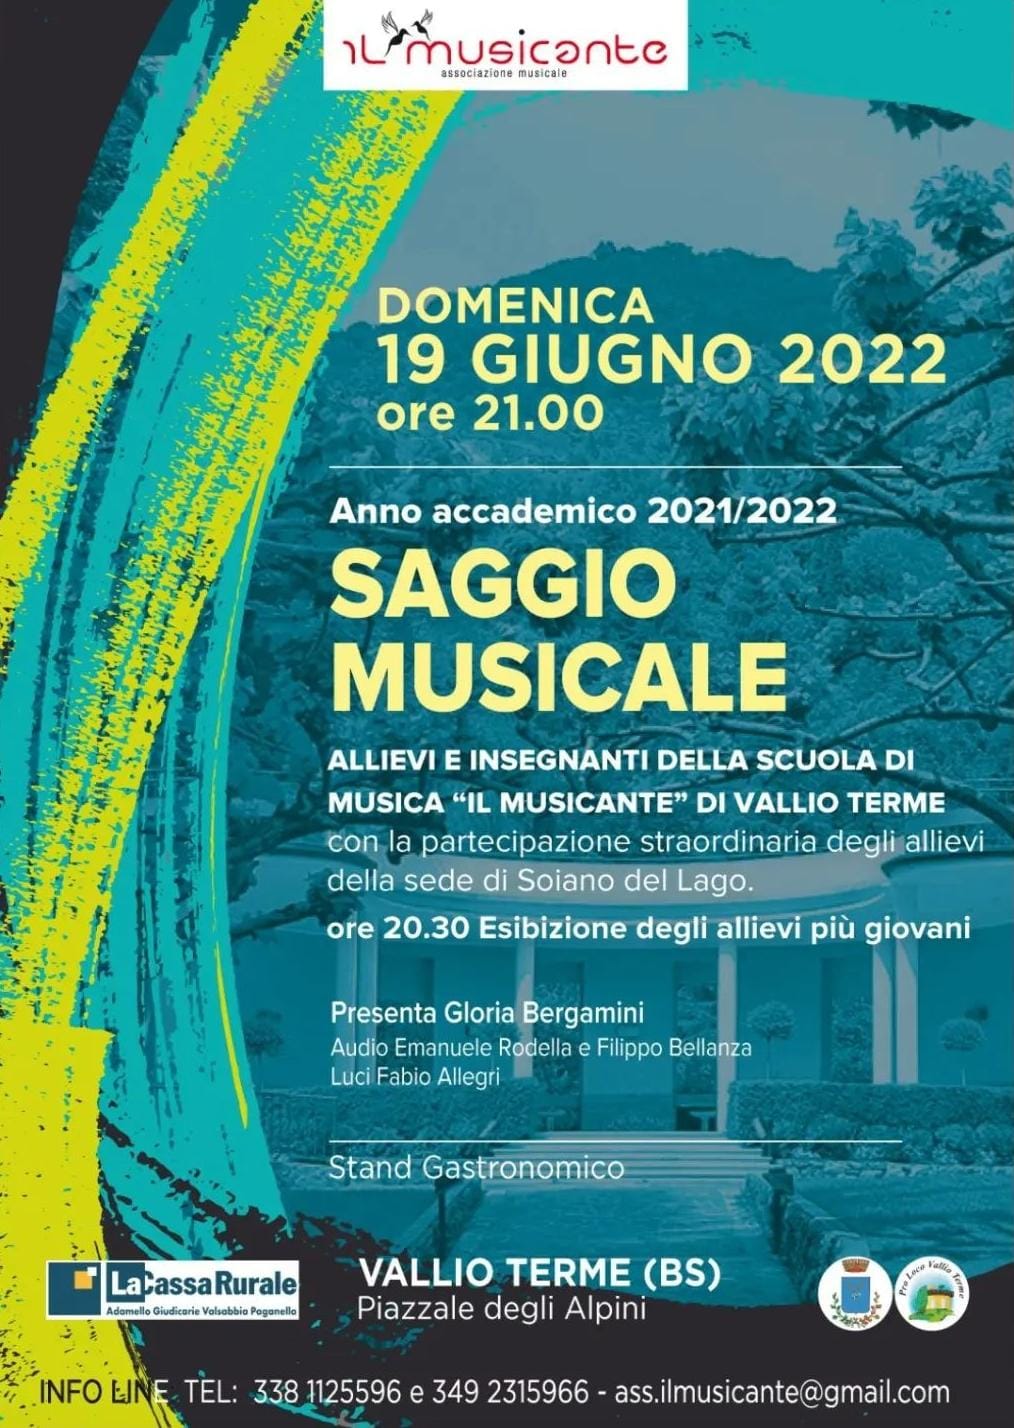 il musicante
associazione musicale
DOMENICA
19 GIUGNO 2022
ore 21.00
Anno accademico 2021/2022
SAGGIO
MUSICALE
ALLIEVI E INSEGNANTI DELLA SCUOLA DI
MUSICA “IL MUSICANTE” DI VALLIO TERME
con la partecipazione straordinaria degli allievi
della sede di Soiano del Lago.
ore 20.30 Esibizione degli allievi più giovani
Presenta Gloria Bergamini
Audio Emanuele Rodella e Filippo Bellanza
Luci Fabio Allegri
Stand Gastronomico
LaCassaRurale
Adamello Giudicarie Valsabbia Paganella
VALLIO TERME (BS)
Piazzale degli Alpini
Pro Loco Vallio Terme
INFO LINE TEL: 338 1125596 e 349 2315966 - ass.ilmusicante@gmail.com